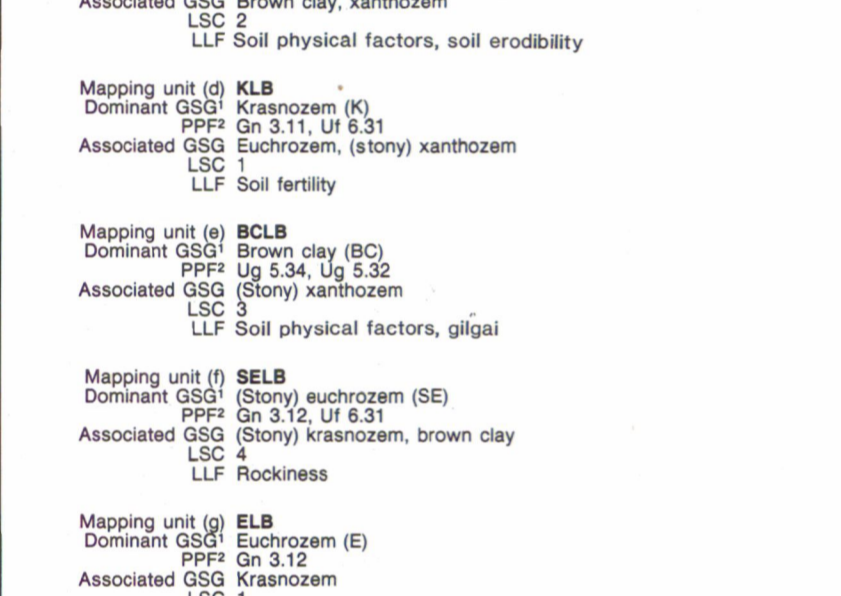 Associated GSG Brown clay, xanthozem
LSC 2
LLF Soil physical factors, soil erodibility
Mapping unit (d) KLB
Dominant GSG¹ Krasnozem (K)
PPF² Gn 3.11, Uf 6.31
Associated GSG Euchrozem, (stony) xanthozem
LSC 1
LLF Soil fertility
Mapping unit (e) BCLB
Dominant GSG¹ Brown clay (BC)
PPF² Ug 5.34, Ug 5.32
Associated GSG (Stony) xanthozem
LSC 3
LLF Soil physical factors, gilgai
Mapping unit (f) SELB
Dominant GSG¹ (Stony) euchrozem (SE)
PPF² Gn 3.12, Uf 6.31
Associated GSG (Stony) krasnozem, brown clay
LSC 4
LLF Rockiness
Mapping unit (g) ELB
Dominant GSG¹ Euchrozem (E)
PPF² Gn 3.12
Associated GSG Krasnozem
LSC 1